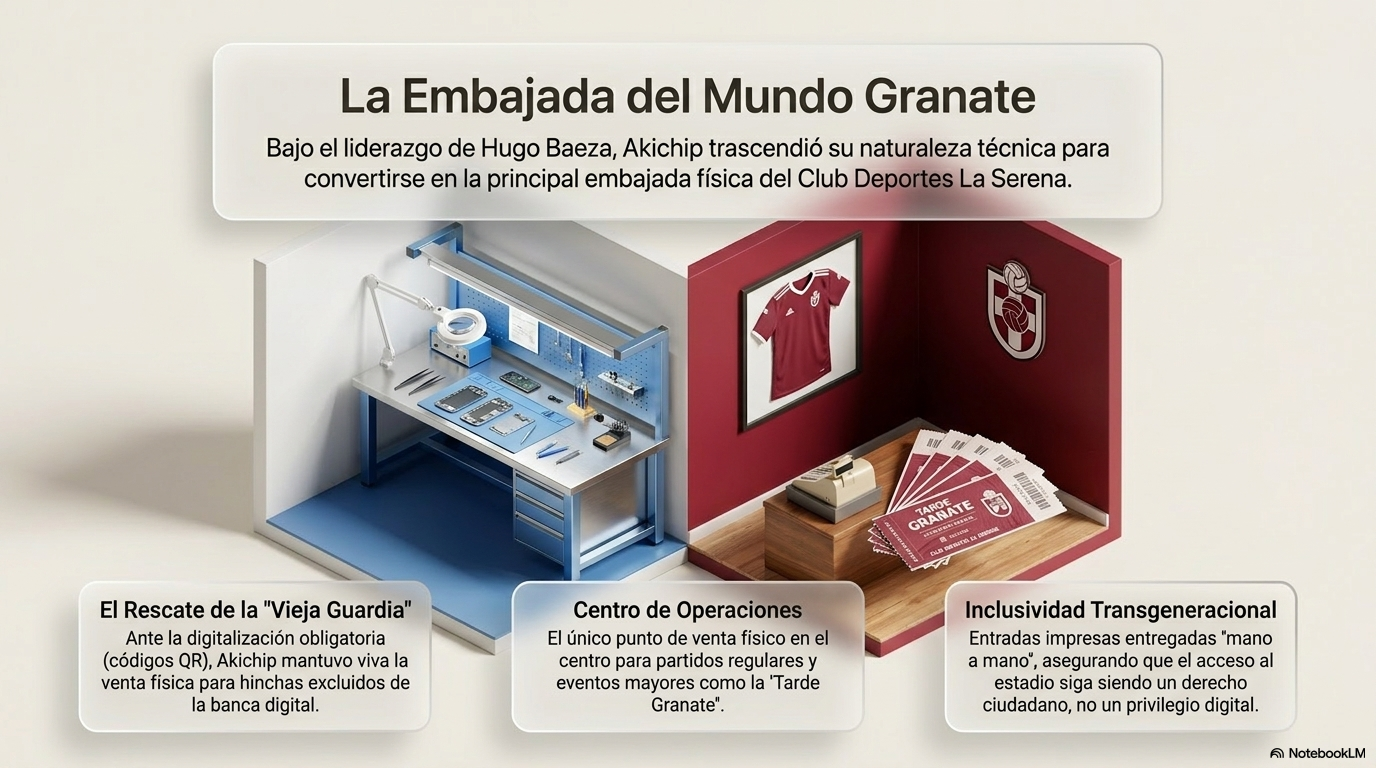 La Embajada del Mundo Granate
Bajo el liderazgo de Hugo Baeza, Akichip trascendió su naturaleza técnica para
convertirse en la principal embajada física del Club Deportes La Serena.
TARDE
GRANATE
El Rescate de la "Vieja Guardia"
Ante la digitalización obligatoria
(códigos QR), Akichip mantuvo viva la
venta física para hinchas excluidos de
la banca digital.
Centro de Operaciones
El único punto de venta físico en el
centro para partidos regulares y
eventos mayores como la 'Tarde
Granate".
Inclusividad Transgeneracional
Entradas impresas entregadas "mano
a mano", asegurando que el acceso al
estadio siga siendo un derecho
ciudadano, no un privilegio digital.
NotebookLM